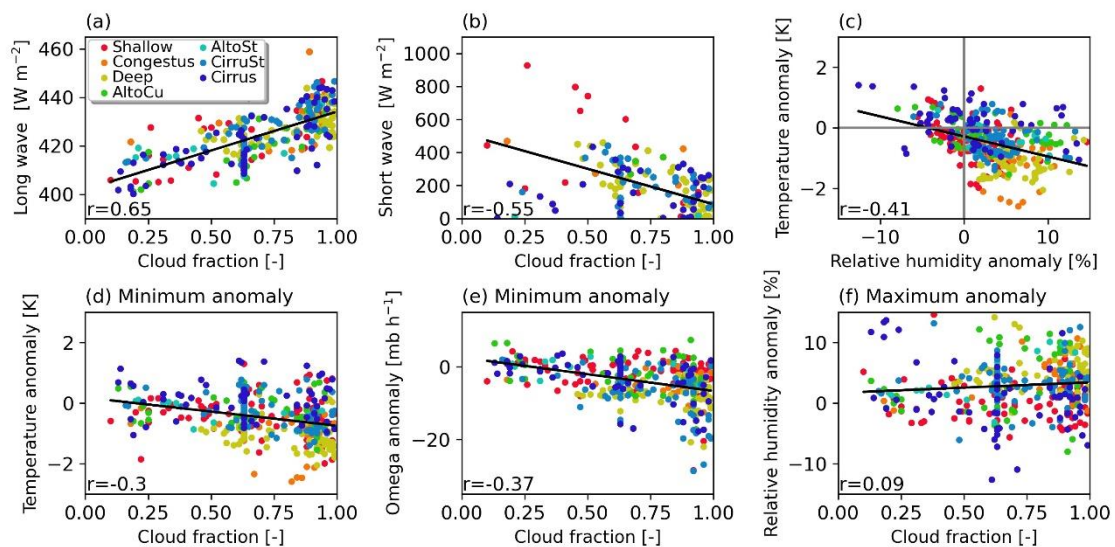 (a)
460
440
420
400
Long wave [W m⁻²]
Shallow
Congestus
Deep
AltoCu
AltoSt
CirruSt
Cirrus
r=0.65
0.00 0.25 0.50 0.75 1.00
Cloud fraction [-]
(b)
1000
800
600
400
200
0
Short wave [W m⁻²]
r=-0.55
0.00 0.25 0.50 0.75 1.00
Cloud fraction [-]
(c)
2
0
−2
Temperature anomaly [K]
r=-0.41
−10 0 10
Relative humidity anomaly [%]
(d) Minimum anomaly
2
0
−2
Temperature anomaly [K]
r=-0.3
0.00 0.25 0.50 0.75 1.00
Cloud fraction [-]
(e) Minimum anomaly
0
−20
Omega anomaly [mb h⁻¹]
r=-0.37
0.00 0.25 0.50 0.75 1.00
Cloud fraction [-]
(f) Maximum anomaly
10
0
−10
Relative humidity anomaly [%]
r=0.09
0.00 0.25 0.50 0.75 1.00
Cloud fraction [-]